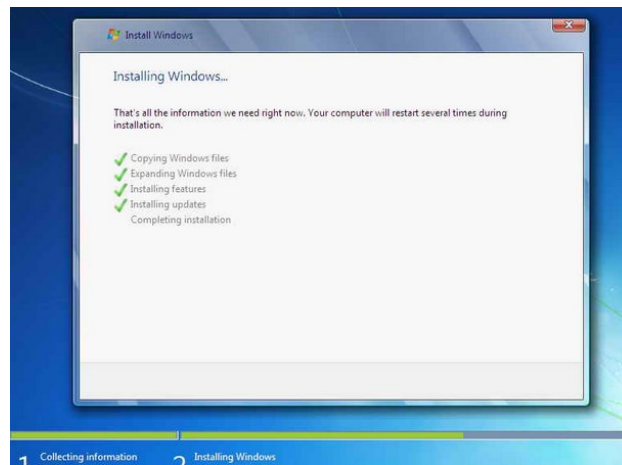 Install Windows
Installing Windows...
That's all the information we need right now. Your computer will restart several times during
installation.
Copying Windows files
Expanding Windows files
Installing features
Installing updates
Completing installation
1 Collecting information
2 Installing Windows